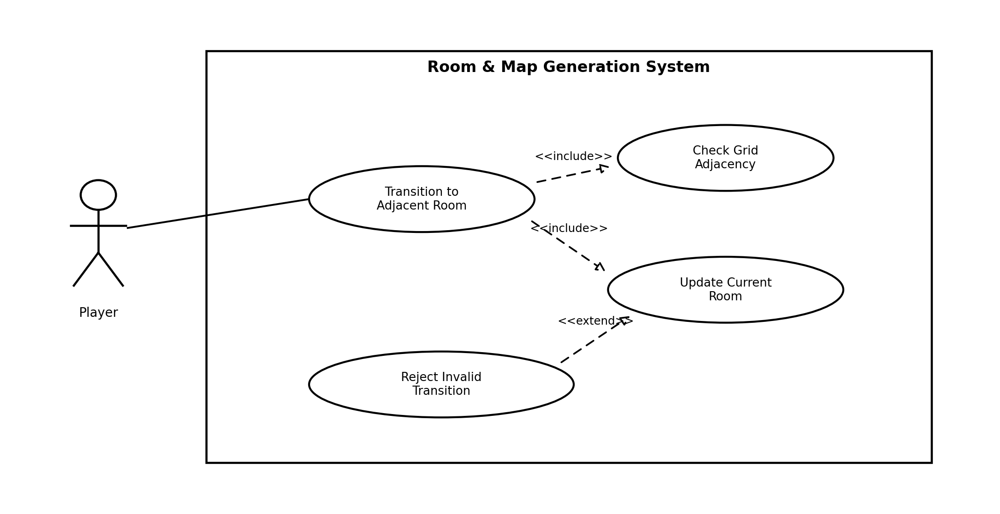 Room & Map Generation System
<<include>>
Check Grid
Adjacency
Transition to
Adjacent Room
<<include>>
Update Current
Room
Player
<<extend>>
Reject Invalid
Transition